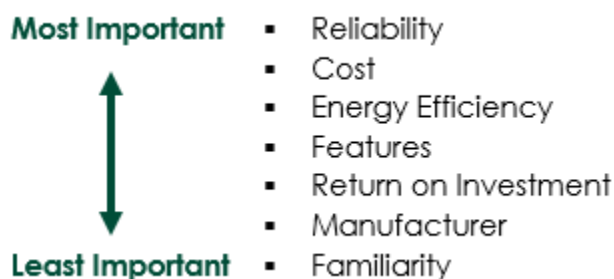 Most Important ▪ Reliability
▪ Cost
▪ Energy Efficiency
▪ Features
▪ Return on Investment
▪ Manufacturer
Least Important ▪ Familiarity